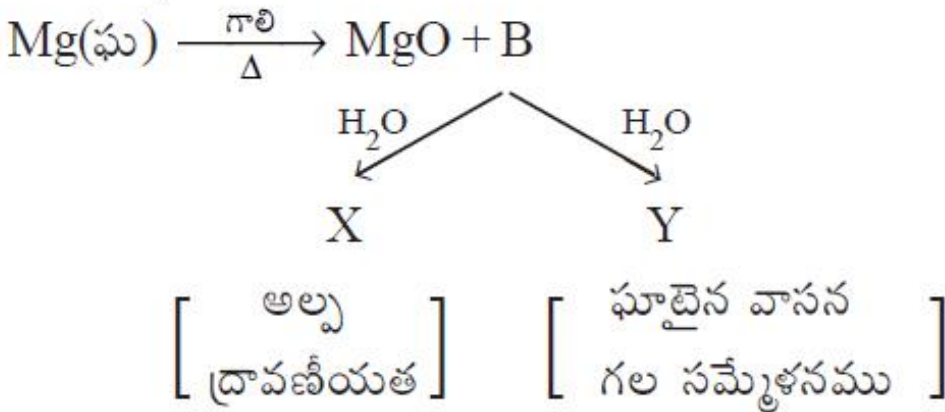 Mg(ఘ) గాలి Δ MgO + B
H₂O H₂O
X Y
అల్ప ద్రావణీయత
ఘాటైన వాసన గల సమ్మేళనము